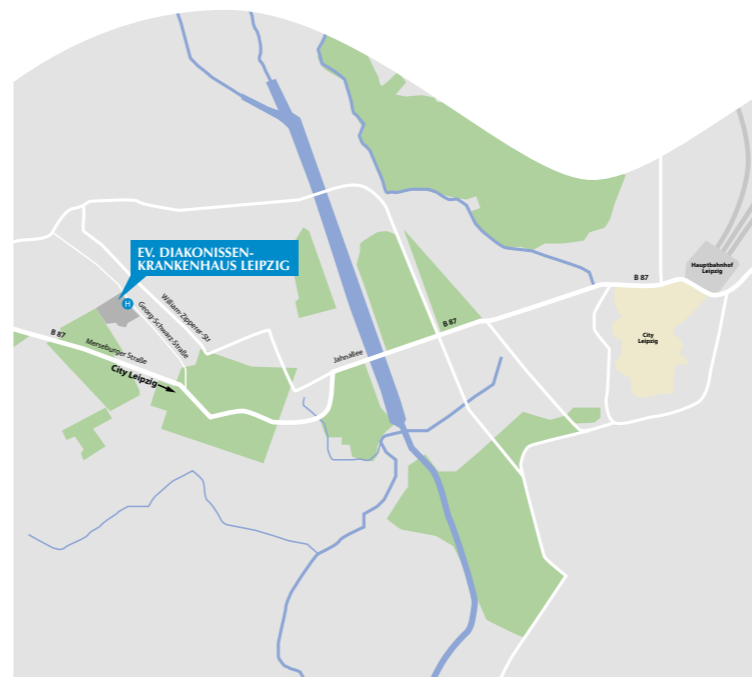 EV. DIAKONISSEN-
KRANKENHAUS LEIPZIG
H
William-Zipperer-Str.
Georg-Schwarz-Straße
B 87
Merseburger Straße
City Leipzig
Jahnallee
B 87
B 87
Hauptbahnhof
Leipzig
City
Leipzig